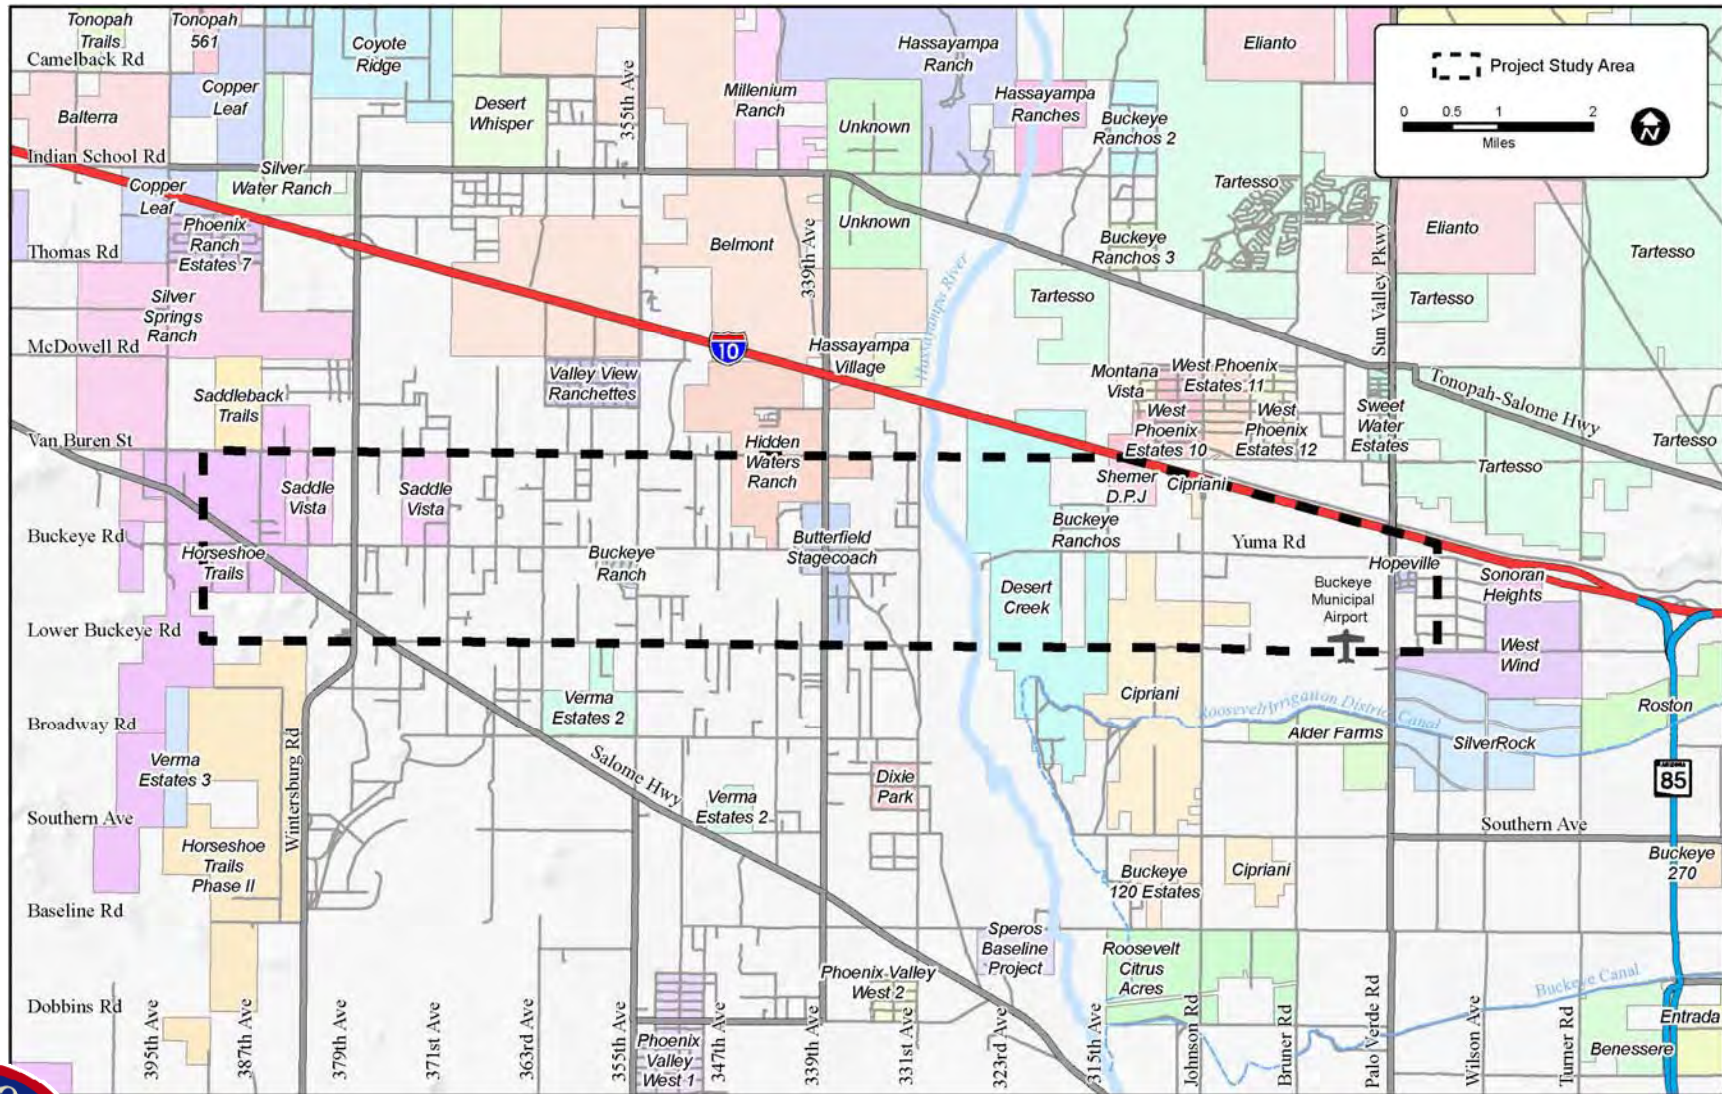 Tonopah
Trails
Tonopah
561
Camelback Rd
Coyote
Ridge
Copper
Leaf
Balterra
Desert
Whisper
355th Ave
Millenium
Ranch
Hassayampa
Ranch
Unknown
Hassayampa
Ranches
Buckeye
Ranchos 2
Elianto
Project Study Area
0 0.5 1 2
Miles
N
Indian School Rd
Silver
Water Ranch
Copper
Leaf
Phoenix
Ranch
Estates 7
Thomas Rd
Belmont
339th Ave
Unknown
Hassayampa River
Tartesso
Buckeye
Ranchos 3
Tartesso
Sun Valley Pkwy
Elianto
Tartesso
Tartesso
Silver
Springs
Ranch
McDowell Rd
10
Hassayampa
Village
Valley View
Ranchettes
Saddleback
Trails
Montana
Vista
West Phoenix
Estates 11
West
Phoenix
Estates 10
West
Phoenix
Estates 12
Sweet
Water
Estates
Tonopah-Salome Hwy
Tartesso
Tartesso
Van Buren St
Hidden
Waters
Ranch
Saddle
Vista
Saddle
Vista
Shemer
D.P.J
Cipriani
Buckeye Rd
Horseshoe
Trails
Buckeye
Ranch
Butterfield
Stagecoach
Buckeye
Ranchos
Yuma Rd
Hopeville
Sonoran
Heights
Desert
Creek
Buckeye
Municipal
Airport
West
Wind
Lower Buckeye Rd
Verma
Estates 2
Cipriani
Roosevelt Irrigation District Canal
Roston
Broadway Rd
Alder Farms
SilverRock
Wintersburg Rd
Verma
Estates 3
Salome Hwy
Dixie
Park
Verma
Estates 2
ARIZONA
85
Southern Ave
Southern Ave
Horseshoe
Trails
Phase II
Buckeye
120 Estates
Cipriani
Buckeye
270
Baseline Rd
Speros
Baseline
Project
Roosevelt
Citrus
Acres
Phoenix Valley
West 2
Buckeye Canal
Dobbins Rd
Entrada
Benessere
Phoenix
Valley
West 1
395th Ave
387th Ave
379th Ave
371st Ave
363rd Ave
355th Ave
347th Ave
339th Ave
331st Ave
323rd Ave
315th Ave
Johnson Rd
Bruner Rd
Palo Verde Rd
Wilson Ave
Turner Rd